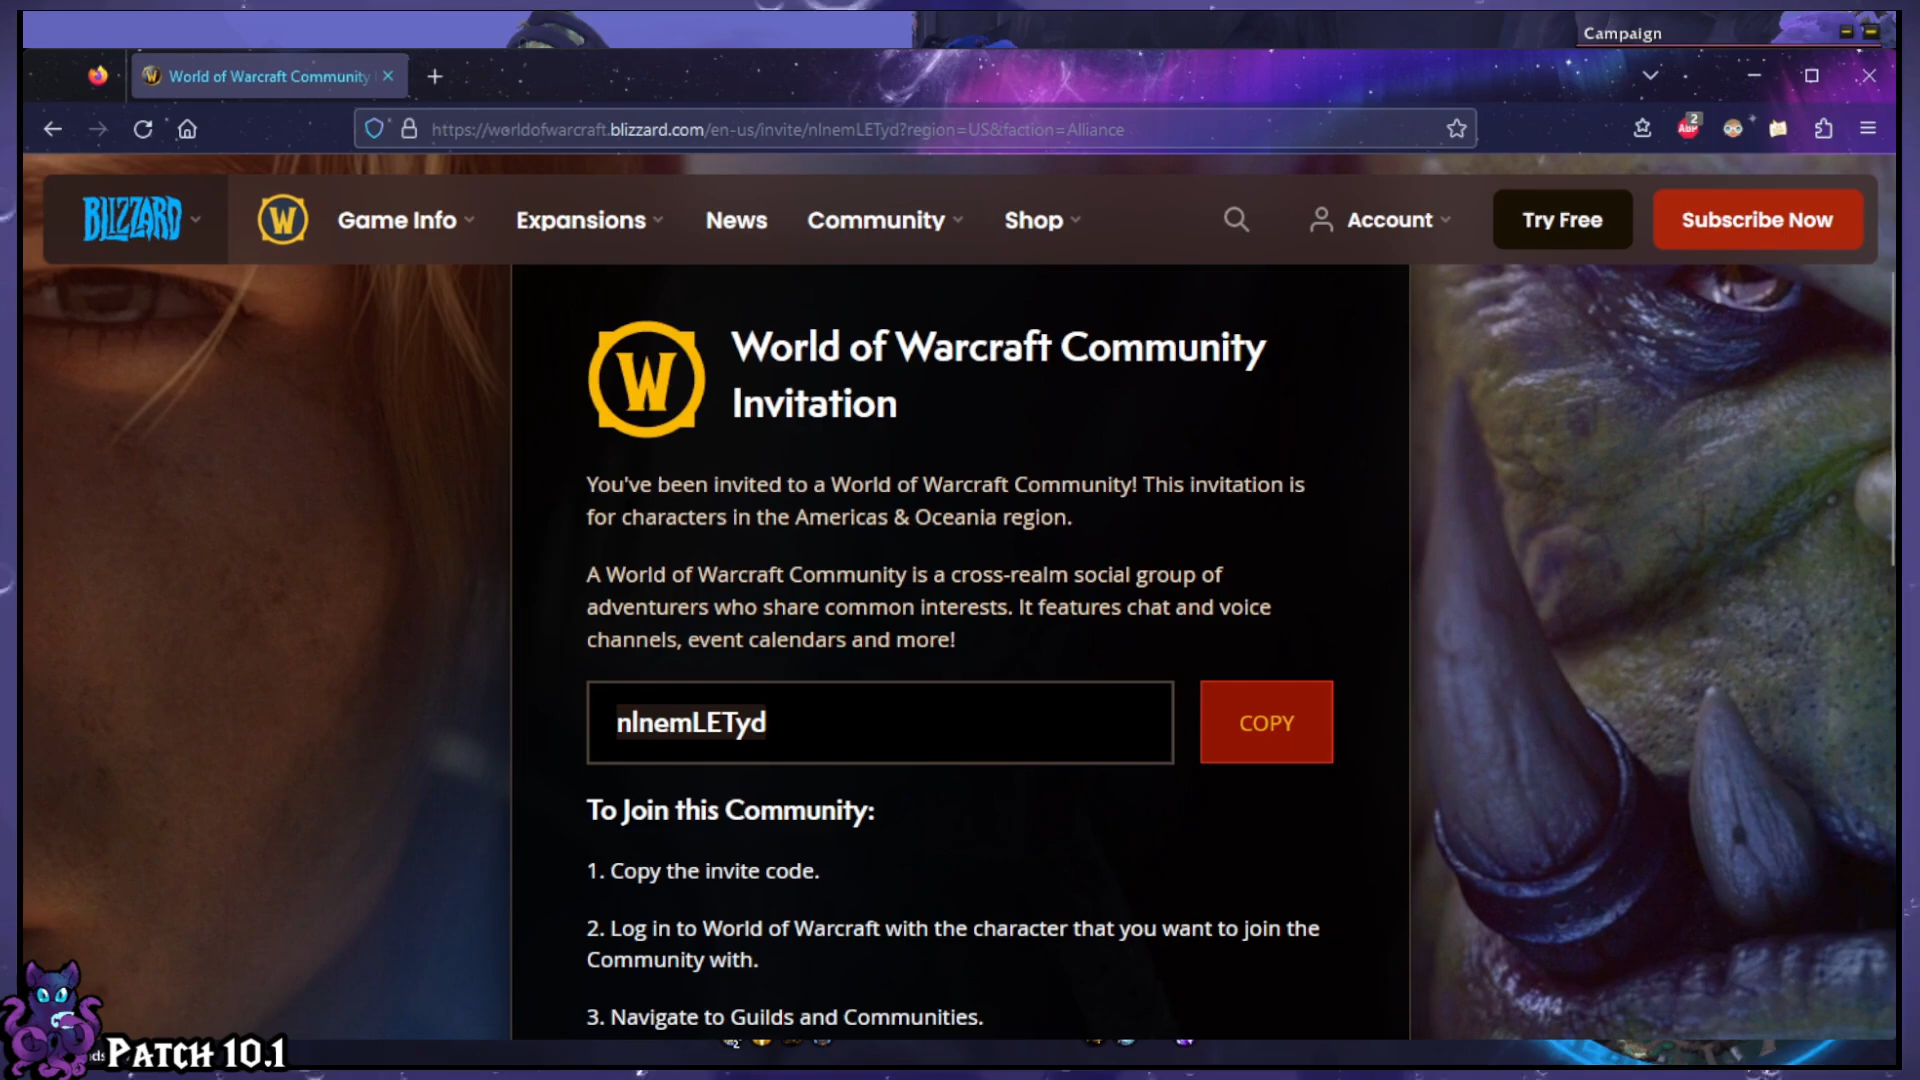 Campaign
World of Warcraft Community
https://worldofwarcraft.blizzard.com/en-us/invite/nlnemLETyd?region=US&faction=Alliance
ABP 2
BLIZZARD
W Game Info Expansions News Community Shop Account Try Free Subscribe Now
W
World of Warcraft Community
Invitation
You've been invited to a World of Warcraft Community! This invitation is
for characters in the Americas & Oceania region.
A World of Warcraft Community is a cross-realm social group of
adventurers who share common interests. It features chat and voice
channels, event calendars and more!
nlnemLETyd COPY
To Join this Community:
1. Copy the invite code.
2. Log in to World of Warcraft with the character that you want to join the
Community with.
3. Navigate to Guilds and Communities.
PATCH 10.1